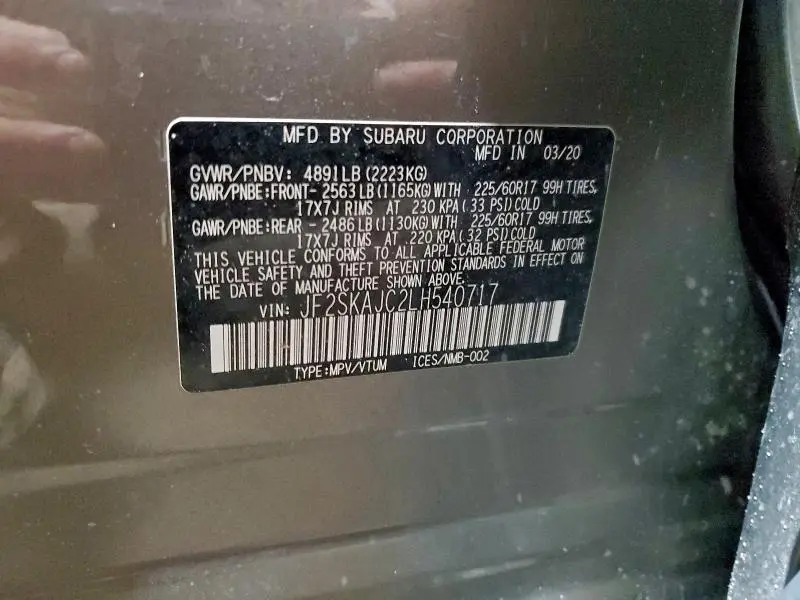 MFD BY SUBARU CORPORATION
MFD IN 03/20
GVWR/PNBV: 4891LB (2223KG)
GAWR/PNBE:FRONT- 2563LB(1165KG)WITH 225/60R17 99H TIRES,
17X7J RIMS AT 230 KPA(33 PSI)COLD
GAWR/PNBE:REAR - 2486LB(1130KG)WITH 225/60R17 99H TIRES,
17X7J RIMS AT 220 KPA(32 PSI)COLD
THIS VEHICLE CONFORMS TO ALL APPLICABLE FEDERAL MOTOR
VEHICLE SAFETY AND THEFT PREVENTION STANDARDS IN EFFECT ON
THE DATE OF MANUFACTURE SHOWN ABOVE.
VIN: JF2SKAJC2LH540717
TYPE:MPV/VTUM ICES/NMB-002